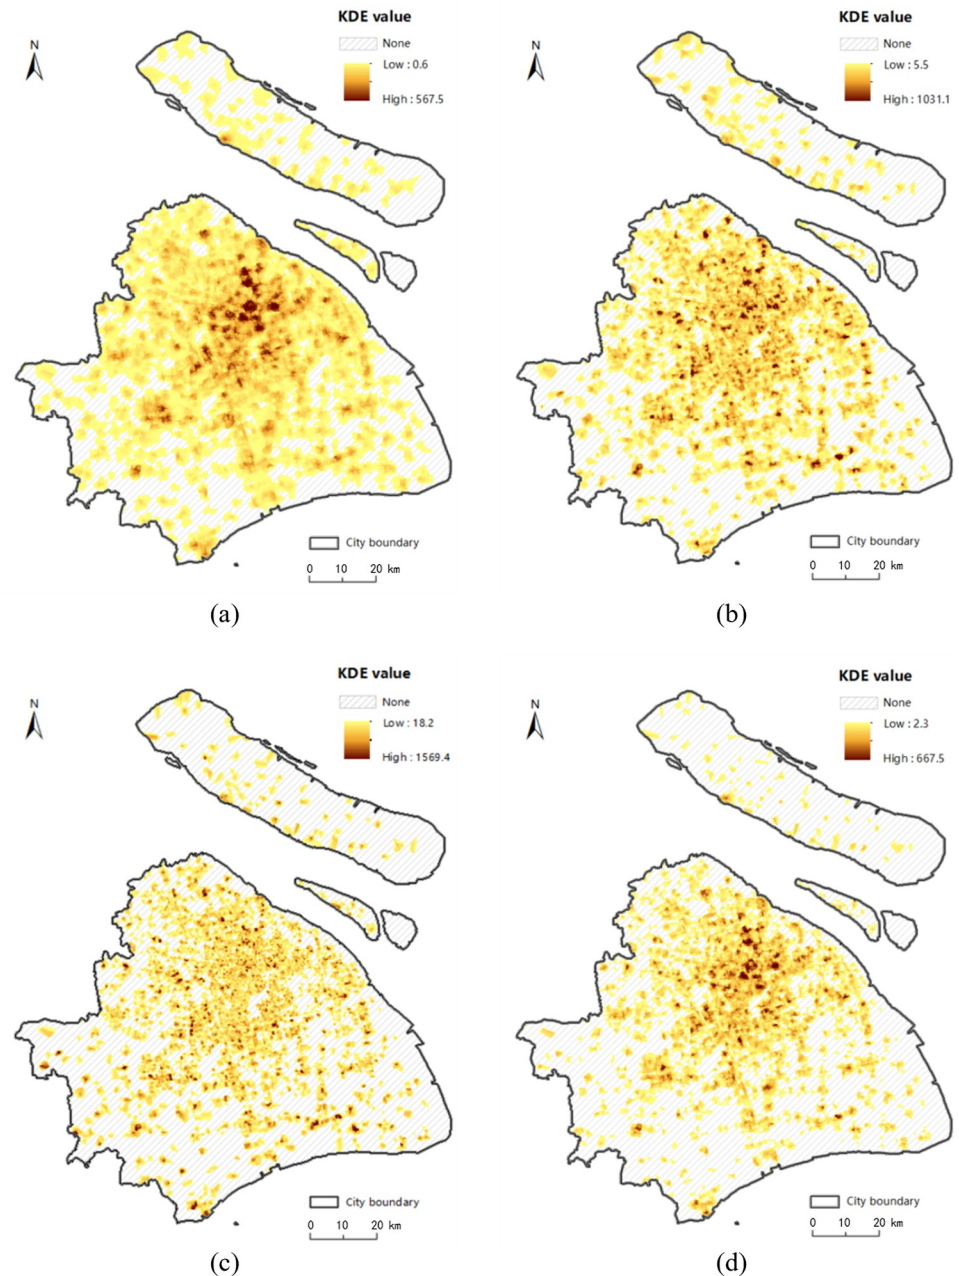 KDE value
N
None
Low : 0.6
High : 567.5
City boundary
0 10 20 km
(a)
KDE value
N
None
Low : 5.5
High : 1031.1
City boundary
0 10 20 km
(b)
KDE value
N
None
Low : 18.2
High : 1569.4
City boundary
0 10 20 km
(c)
KDE value
N
None
Low : 2.3
High : 667.5
City boundary
0 10 20 km
(d)